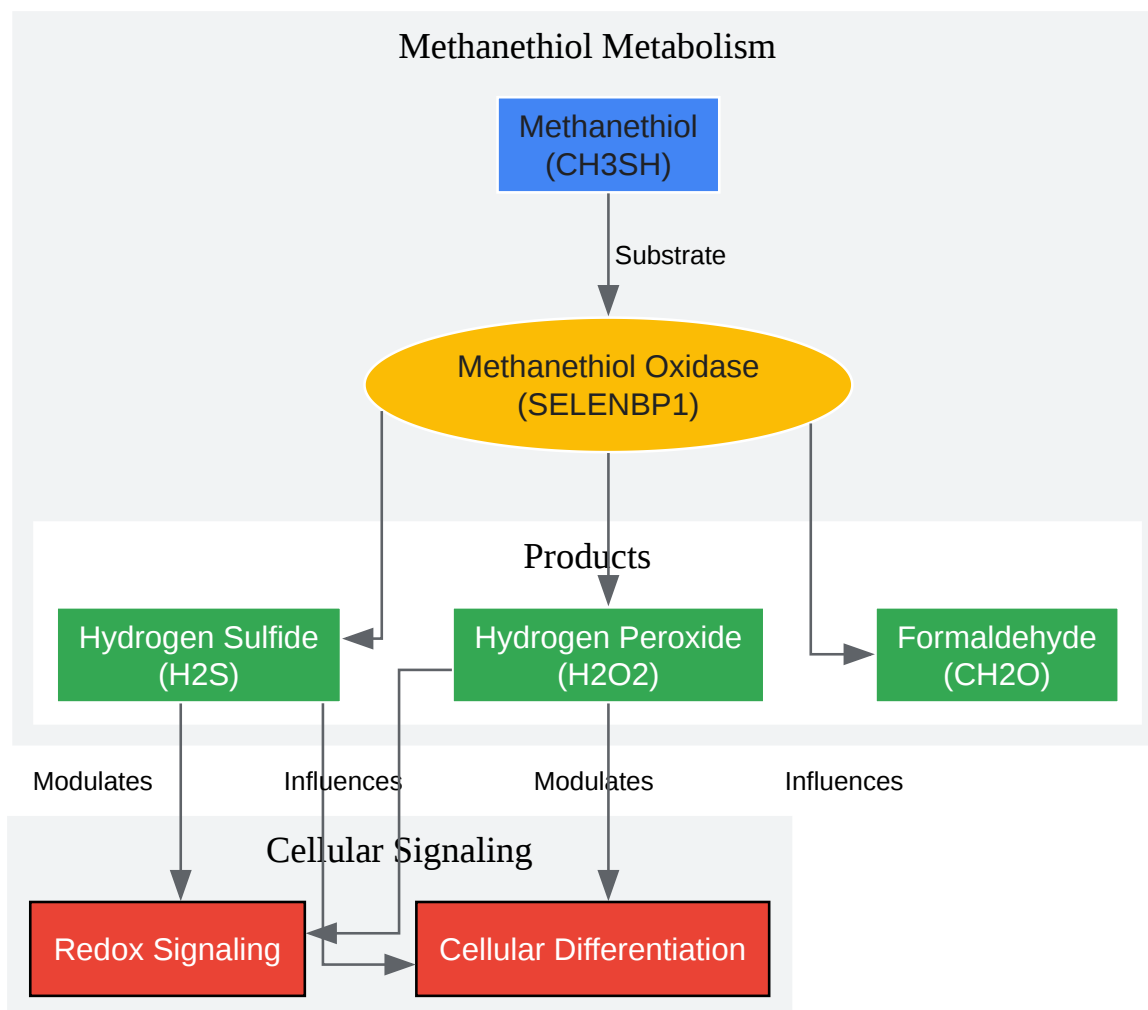 Methanethiol Metabolism
Methanethiol
(CH3SH)
Substrate
Methanethiol Oxidase
(SELENBP1)
Products
Hydrogen Sulfide
(H2S)
Hydrogen Peroxide
(H2O2)
Formaldehyde
(CH2O)
Modulates
Influences
Modulates
Influences
Cellular Signaling
Redox Signaling
Cellular Differentiation